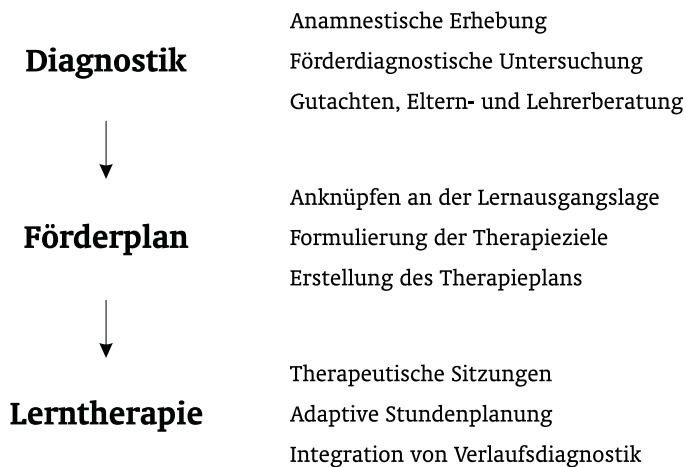 Diagnostik
Anamnestische Erhebung
Förderdiagnostische Untersuchung
Gutachten, Eltern- und Lehrerberatung
Förderplan
Anknüpfen an der Lernausgangslage
Formulierung der Therapieziele
Erstellung des Therapieplans
Lerntherapie
Therapeutische Sitzungen
Adaptive Stundenplanung
Integration von Verlaufsdiagnostik